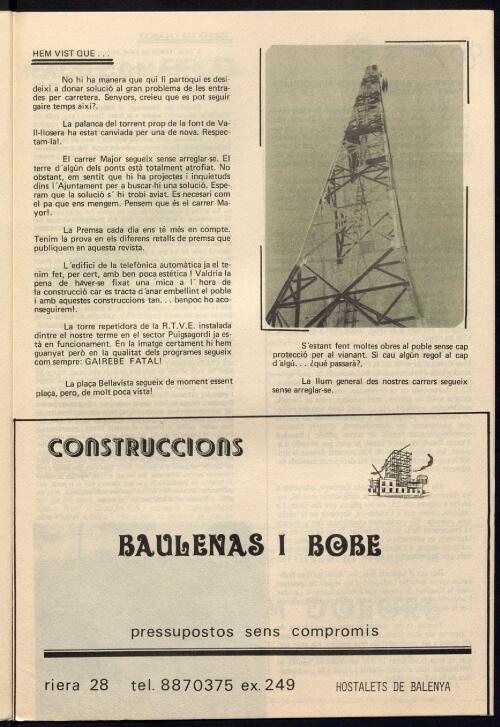 HEM VIST QUE...
No hi ha manera que qui li partoqui es desi-
deixi a donar solució al gran problema de les entra-
des per carretera. Senyors, creieu que es pot seguir
gaire temps així?.
La palanca del torrent prop de la font de Va-
ll-llosera ha estat canviada per una de nova. Respec-
tam-la!.
El carrer Major segueix sense arreglar-se. El
terre d'algún dels ponts està totalment atrofiat. No
obstant, em sentit que hi ha projectes i inquietuds
dins l'Ajuntament per a buscar-hi una solució. Espe-
ram que la solució s' hi trobi aviat. Es necesari com
el pa que ens mengem. Pensem que és el carrer Ma-
yor!.
La Premsa cada dia ens té més en compte.
Tenim la prova en els diferens retalls de premsa que
publiquem en aquesta revista.
L'edifici de la telefònica automàtica ja el te-
nim fet, per cert, amb ben poca estética! Valdria la
pena de haver-se fixat una mica a l'hora de
la construcció car es tracta d'anar embellint el poble
i amb aquestes construccions tan... benpoc ho aco-
nseguirem!.
La torre repetidora de la R.T.V.E. instalada
dintre el nostre terme en el sector Puigsagordi ja es-
tà en funcionament. En la imatge certament hi hem
guanyat però en la qualitat dels programes segueix
com sempre: GAIREBE FATAL!
La plaça Bellavista segueix de moment essent
plaça, pero, de molt poca vista!
S'estant fent moltes obres al poble sense cap
protecció per al vianant. Si cau algún regol al cap
d'algú... ¿què passarà?.
La llum general dels nostres carrers segueix
sense arreglar-se.
CONSTRUCCIONS
BAULENAS I BOBE
pressupostos sens compromis
riera 28 tel. 8870375 ex. 249 HOSTALETS DE BALENYA